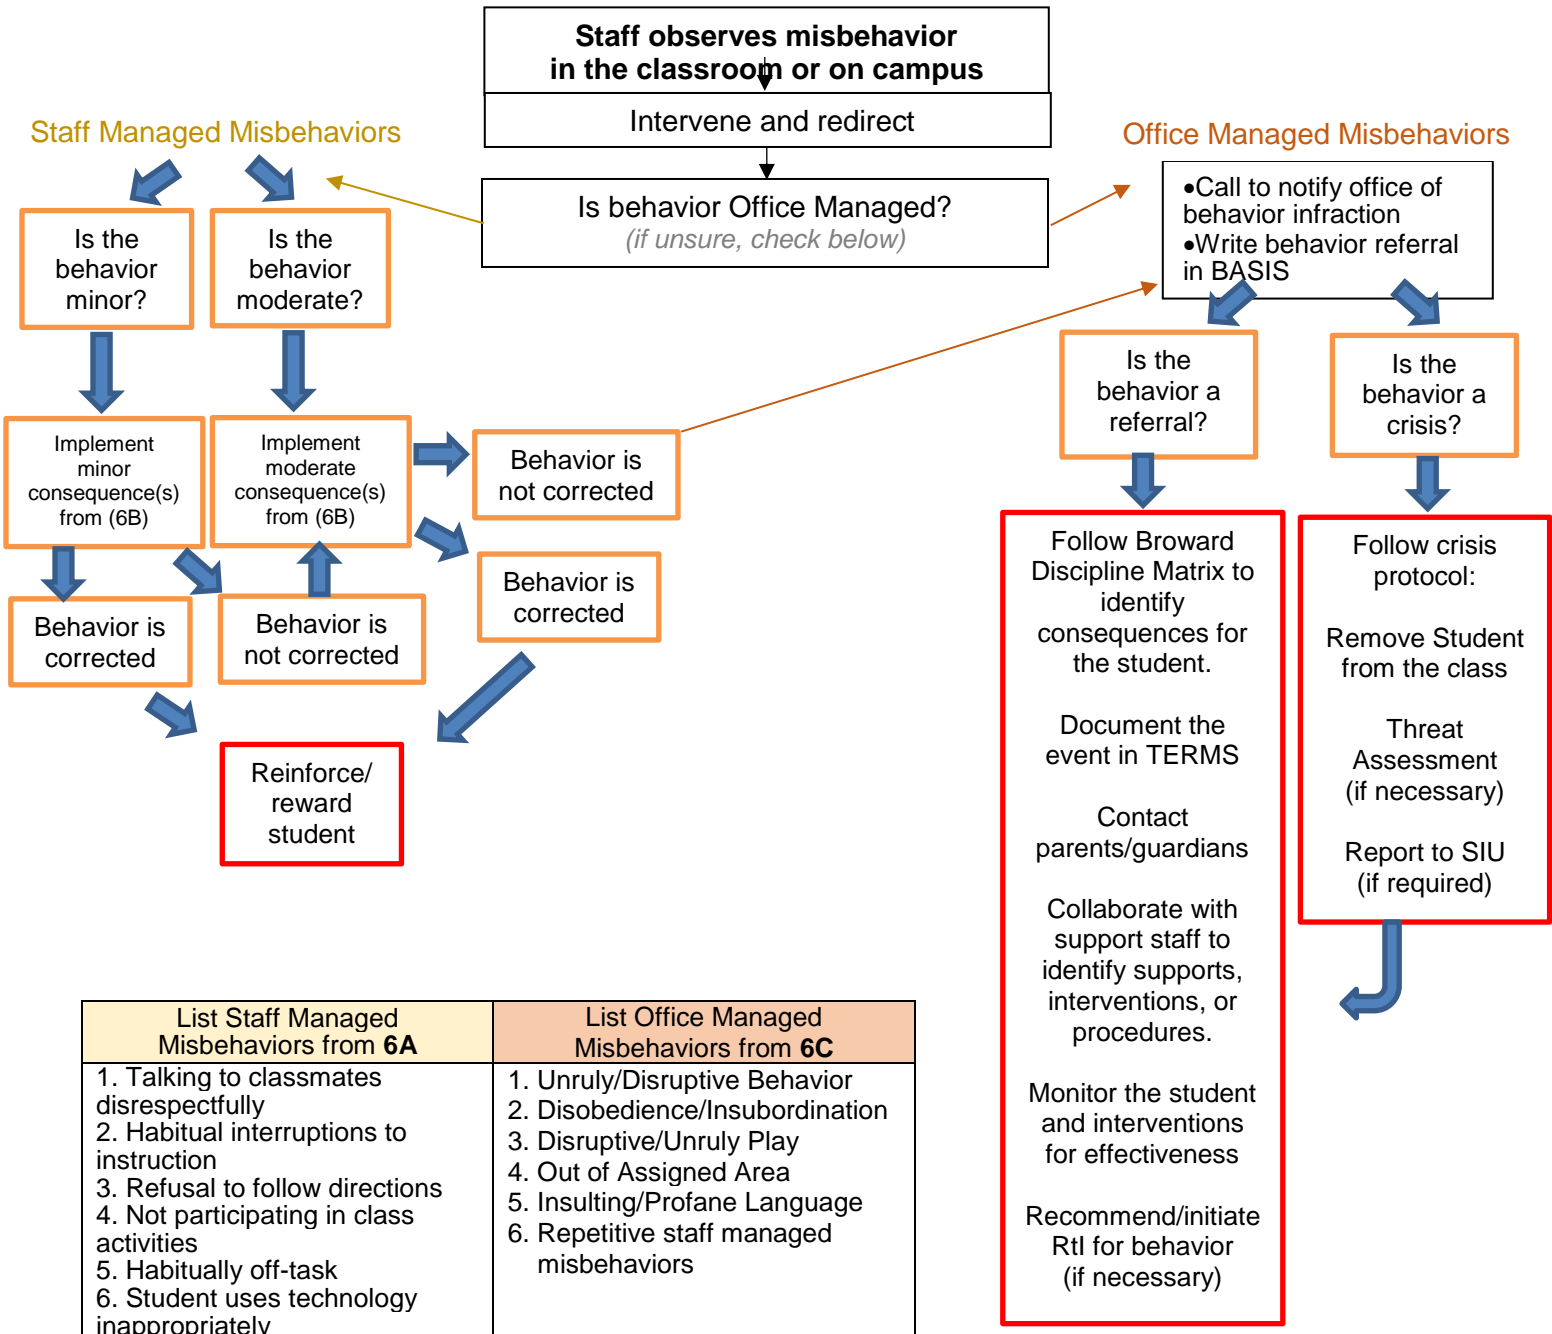 Staff observes misbehavior
in the classroom or on campus
Intervene and redirect
Is behavior Office Managed?
(if unsure, check below)
Staff Managed Misbehaviors
Is the
behavior
minor?
Is the
behavior
moderate?
Implement
minor
consequence(s)
from (6B)
Implement
moderate
consequence(s)
from (6B)
Behavior is
not corrected
Behavior is
corrected
Behavior is
corrected
Behavior is
not corrected
Reinforce/
reward
student
Office Managed Misbehaviors
•Call to notify office of
behavior infraction
•Write behavior referral
in BASIS
Is the
behavior a
referral?
Is the
behavior a
crisis?
Follow Broward
Discipline Matrix to
identify
consequences for
the student.
Document the
event in TERMS
Contact
parents/guardians
Collaborate with
support staff to
identify supports,
interventions, or
procedures.
Monitor the student
and interventions
for effectiveness
Recommend/initiate
RtI for behavior
(if necessary)
Follow crisis
protocol:
Remove Student
from the class
Threat
Assessment
(if necessary)
Report to SIU
(if required)
List Staff Managed
Misbehaviors from 6A
1. Talking to classmates
disrespectfully
2. Habitual interruptions to
instruction
3. Refusal to follow directions
4. Not participating in class
activities
5. Habitually off-task
6. Student uses technology
inappropriately
List Office Managed
Misbehaviors from 6C
1. Unruly/Disruptive Behavior
2. Disobedience/Insubordination
3. Disruptive/Unruly Play
4. Out of Assigned Area
5. Insulting/Profane Language
6. Repetitive staff managed
misbehaviors